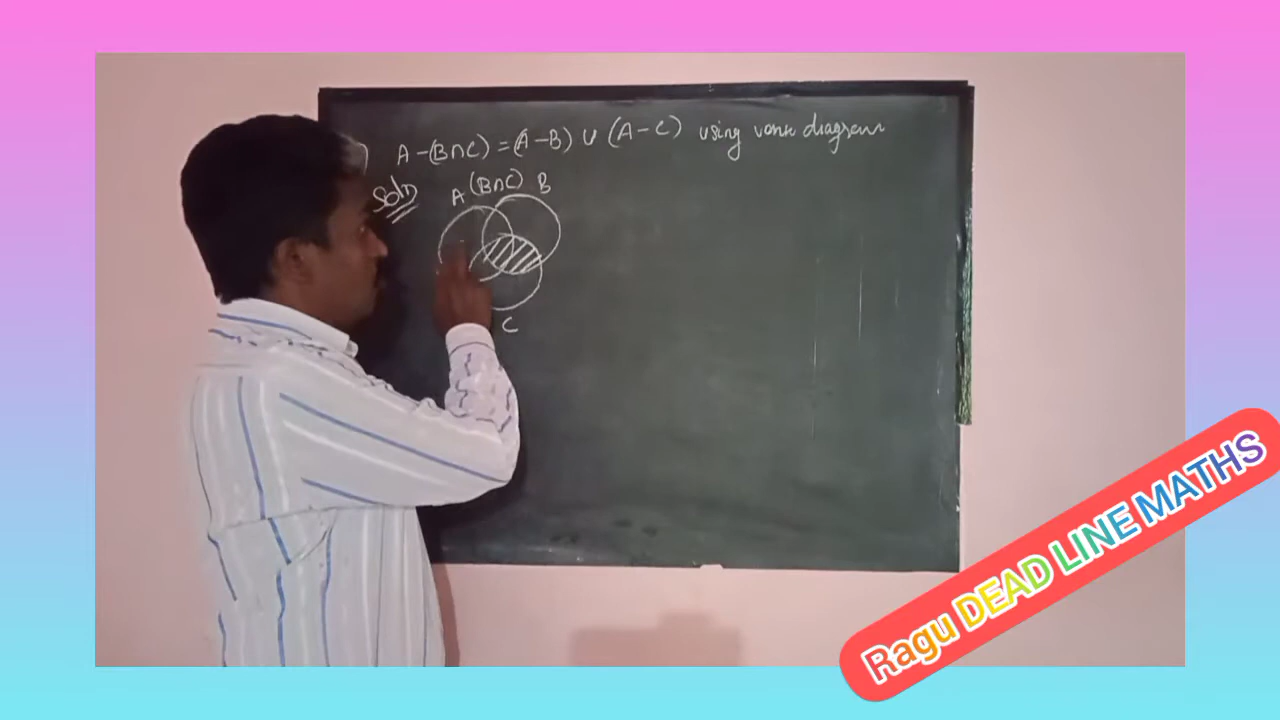 ) A-(B∩C) = (A-B) ∪ (A-C) using venn diagram
Soln
A (B∩C) B
C
Ragu DEAD LINE MATHS